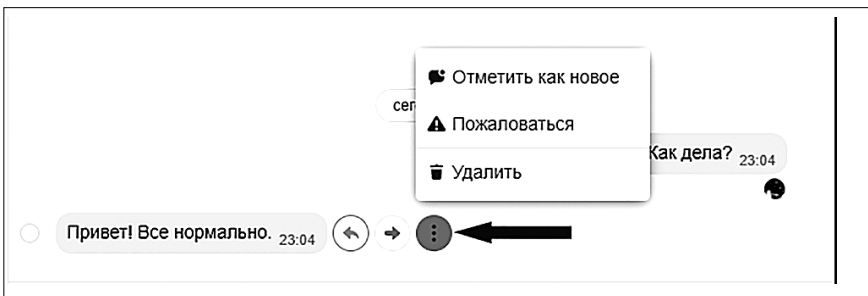 Отметить как новое
Пожаловаться
Удалить
Как дела? 23:04
Привет! Все нормально. 23:04